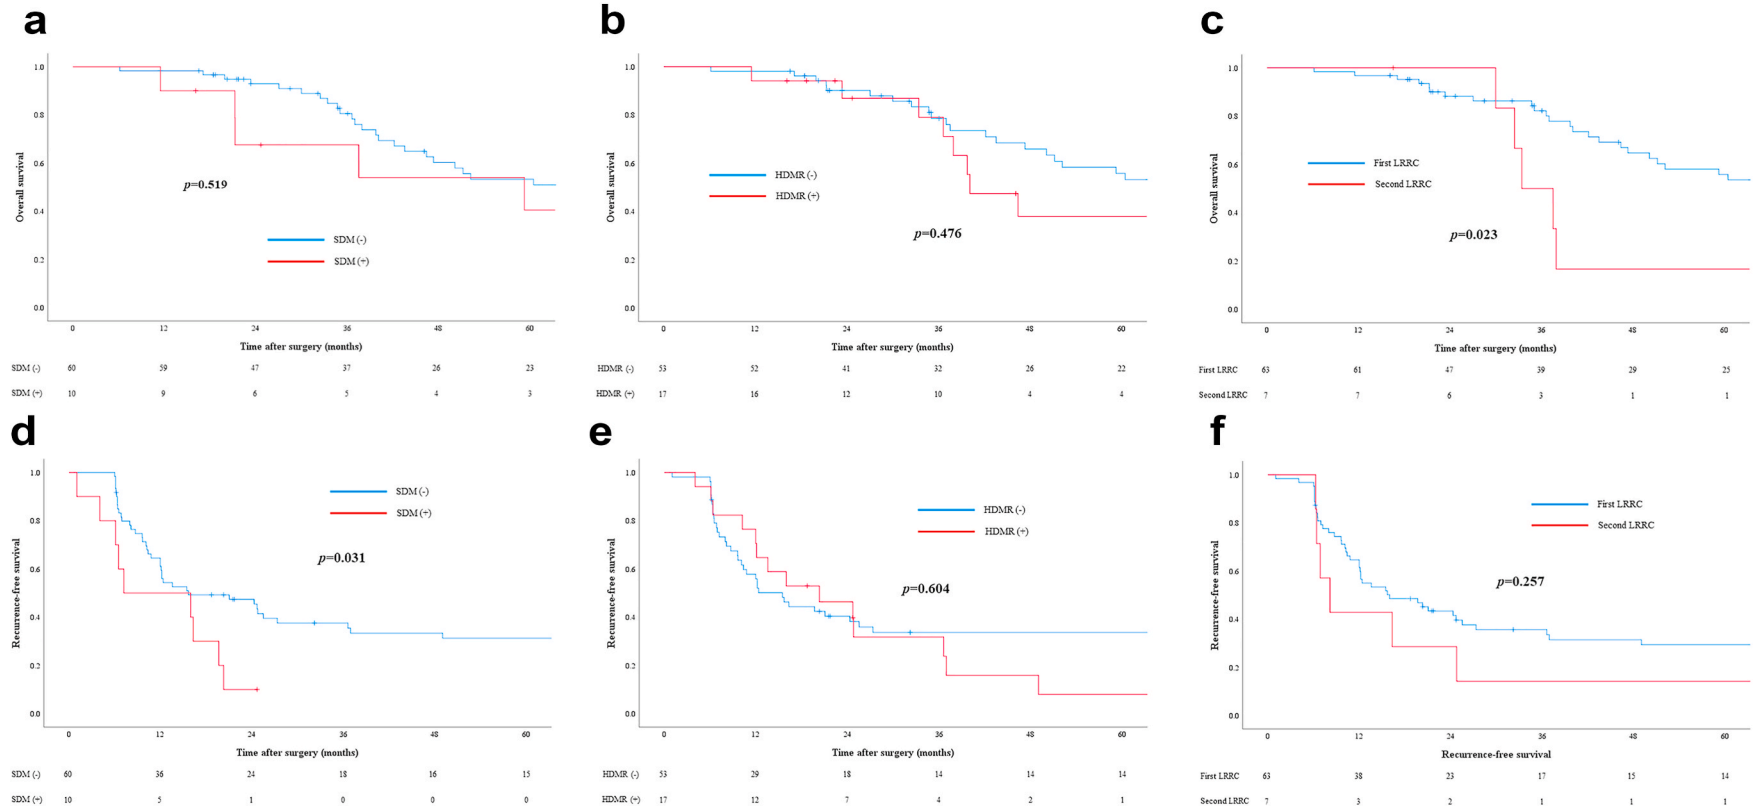 a
1.0
0.8
0.6
0.4
0.2
0.0
Overall survival
p=0.519
SDM (-)
SDM (+)
0 12 24 36 48 60
Time after surgery (months)
SDM (-) 60 59 47 37 26 23
SDM (+) 10 9 6 5 4 3
b
1.0
0.8
0.6
0.4
0.2
0.0
Overall survival
HDMR (-)
HDMR (+)
p=0.476
0 12 24 36 48 60
Time after surgery (months)
HDMR (-) 53 52 41 32 26 22
HDMR (+) 17 16 12 10 4 4
c
1.0
0.8
0.6
0.4
0.2
0.0
Overall survival
First LRRC
Second LRRC
p=0.023
0 12 24 36 48 60
Time after surgery (months)
First LRRC 63 61 47 39 29 25
Second LRRC 7 7 6 3 1 1
d
1.0
0.8
0.6
0.4
0.2
0.0
Recurrence-free survival
SDM (-)
SDM (+)
p=0.031
0 12 24 36 48 60
Time after surgery (months)
SDM (-) 60 36 24 18 16 15
SDM (+) 10 5 1 0 0 0
e
1.0
0.8
0.6
0.4
0.2
0.0
Recurrence-free survival
HDMR (-)
HDMR (+)
p=0.604
0 12 24 36 48 60
Time after surgery (months)
HDMR (-) 53 29 18 14 14 14
HDMR (+) 17 12 7 4 2 1
f
1.0
0.8
0.6
0.4
0.2
0.0
Recurrence-free survival
First LRRC
Second LRRC
p=0.257
0 12 24 36 48 60
Recurrence-free survival
First LRRC 63 38 23 17 15 14
Second LRRC 7 3 2 1 1 1